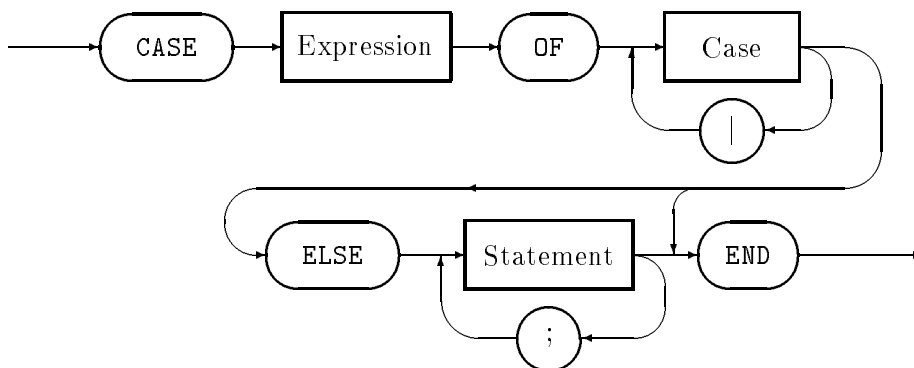 CASE Expression OF Case
|
ELSE Statement END
;